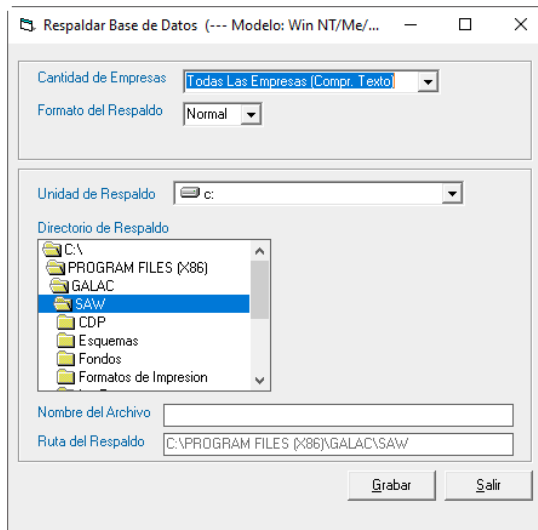 Respaldar Base de Datos (--- Modelo: Win NT/Me/...
Cantidad de Empresas Todas Las Empresas (Compr. Texto)
Formato del Respaldo Normal
Unidad de Respaldo c:
Directorio de Respaldo
C:\
PROGRAM FILES (X86)
GALAC
SAW
CDP
Esquemas
Fondos
Formatos de Impresion
Nombre del Archivo
Ruta del Respaldo C:\PROGRAM FILES (X86)\GALAC\SAW
Grabar Salir